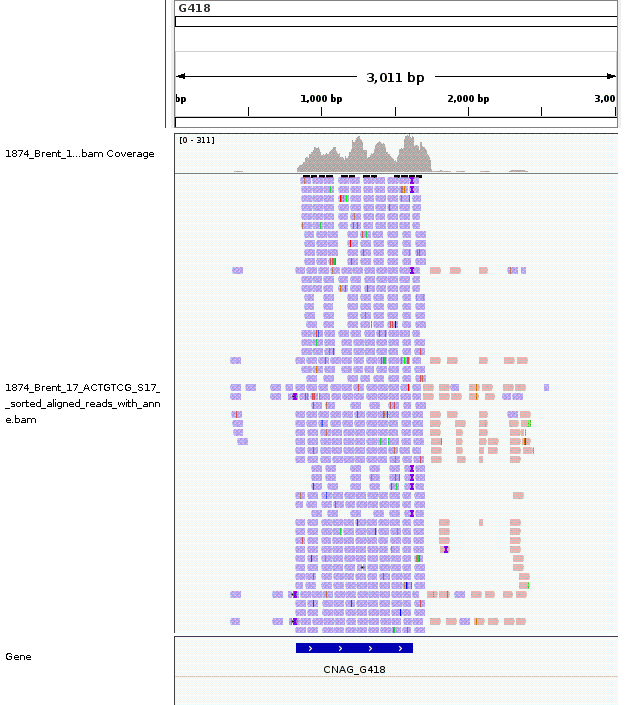 G418
3,011 bp
bp
1,000 bp
2,000 bp
3,00
[0 - 311]
1874_Brent_1...bam Coverage
1874_Brent_17_ACTGTCG_S17_
_sorted_aligned_reads_with_ann
e.bam
Gene
CNAG_G418